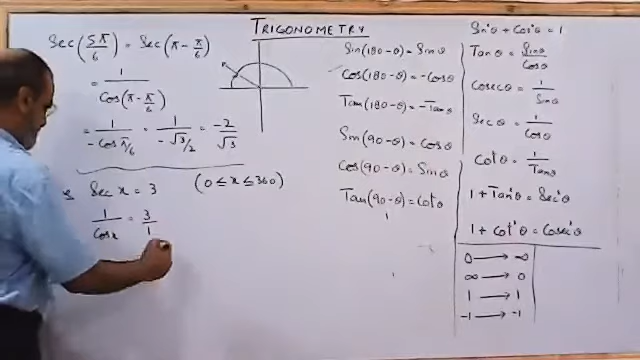 TRIGONOMETRY
Sec(5π/6) = Sec(π - π/6)
= 1/Cos(π - π/6)
= 1/-Cos π/6 = 1/-√3/2 = -2/√3
Sec x = 3 (0 ≤ x ≤ 360)
1/Cosx = 3/1
Sin(180-θ) = Sinθ
Cos(180-θ) = -Cosθ
Tan(180-θ) = -Tanθ
Sin(90-θ) = Cosθ
Cos(90-θ) = Sinθ
Tan(90-θ) = Cotθ
Sin²θ + Cos²θ = 1
Tanθ = Sinθ/Cosθ
Cosecθ = 1/Sinθ
Secθ = 1/Cosθ
Cotθ = 1/Tanθ
1 + Tan²θ = Sec²θ
1 + Cot²θ = Cosec²θ
0 → ∞
∞ → 0
1 → 1
-1 → -1